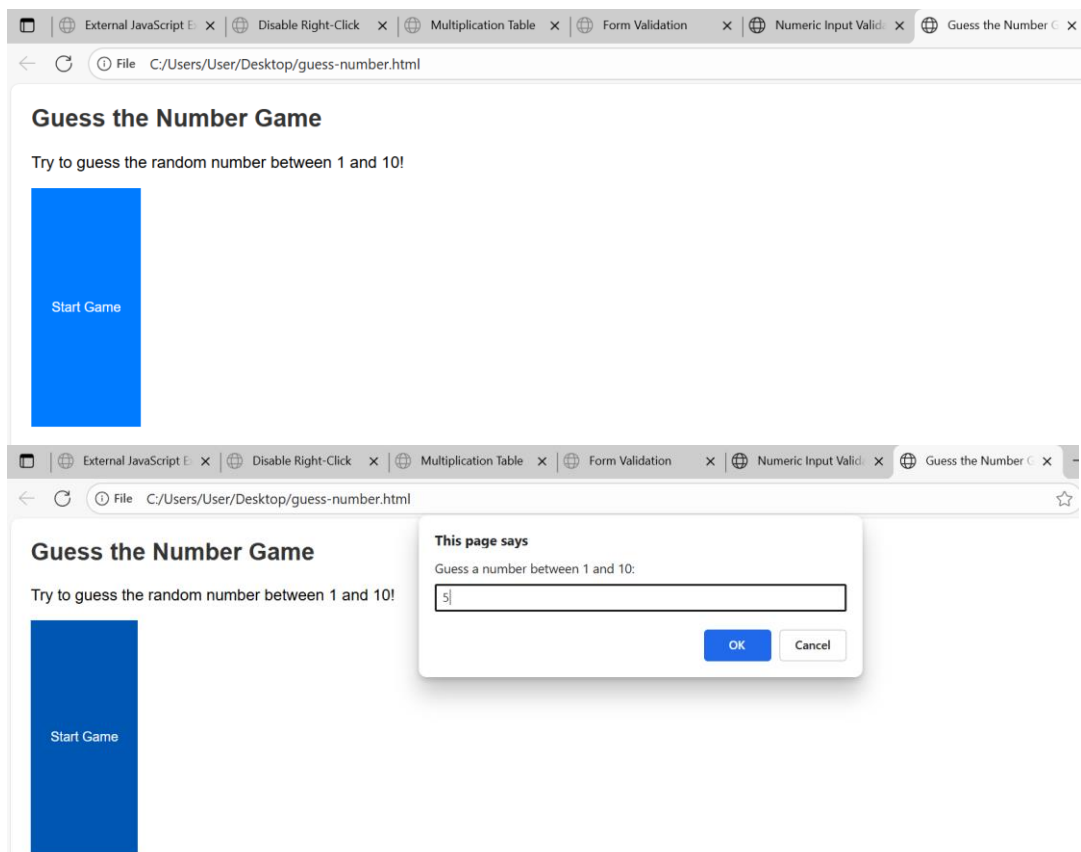 External JavaScript E Disable Right-Click Multiplication Table Form Validation Numeric Input Valid Guess the Number G
File C:/Users/User/Desktop/guess-number.html
Guess the Number Game
Try to guess the random number between 1 and 10!
Start Game
External JavaScript E Disable Right-Click Multiplication Table Form Validation Numeric Input Valid Guess the Number G
File C:/Users/User/Desktop/guess-number.html
This page says
Guess the Number Game
Guess a number between 1 and 10:
Try to guess the random number between 1 and 10!
5
OK Cancel
Start Game